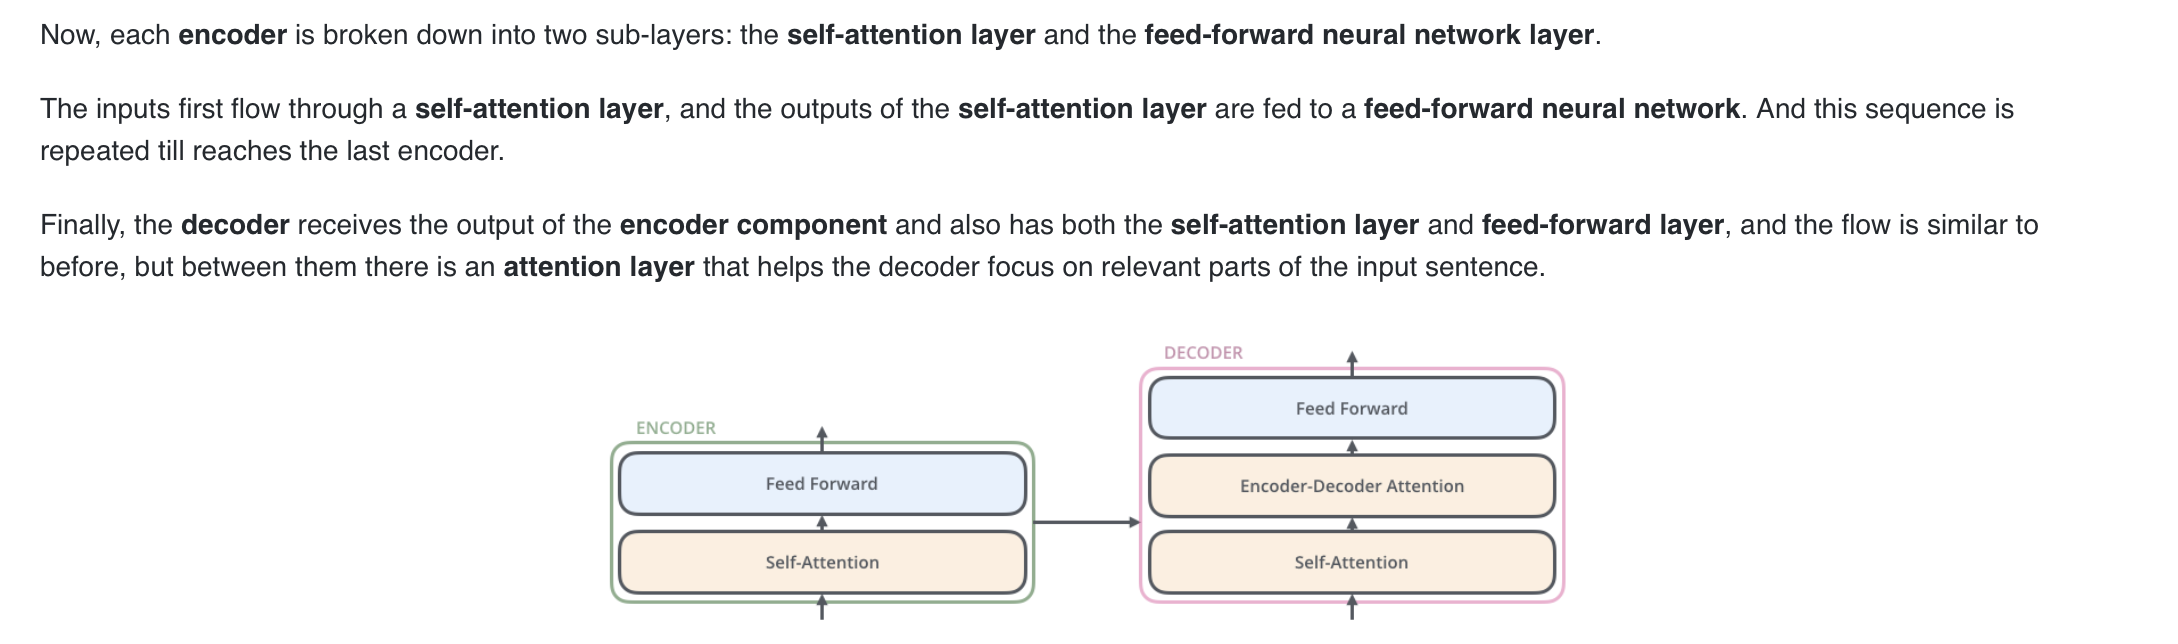 Now, each encoder is broken down into two sub-layers: the self-attention layer and the feed-forward neural network layer.
The inputs first flow through a self-attention layer, and the outputs of the self-attention layer are fed to a feed-forward neural network. And this sequence is
repeated till reaches the last encoder.
Finally, the decoder receives the output of the encoder component and also has both the self-attention layer and feed-forward layer, and the flow is similar to
before, but between them there is an attention layer that helps the decoder focus on relevant parts of the input sentence.
ENCODER
Feed Forward
Self-Attention
DECODER
Feed Forward
Encoder-Decoder Attention
Self-Attention